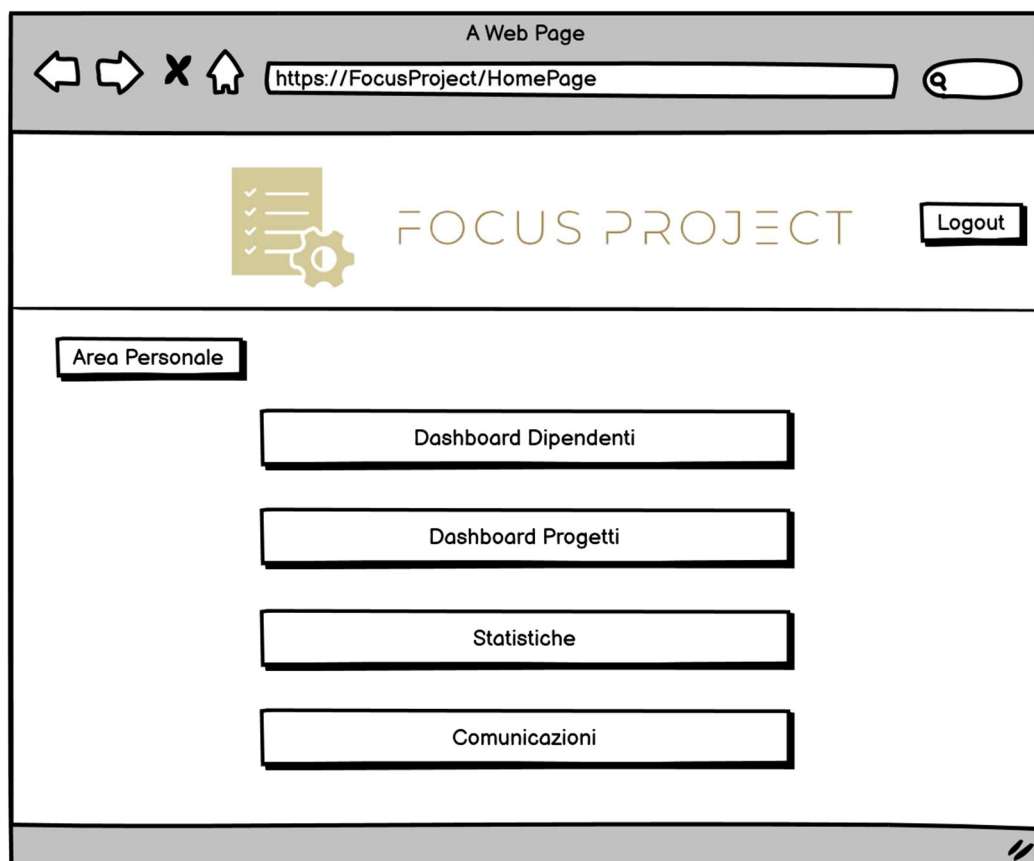 A Web Page
https://FocusProject/HomePage
FOCUS PROJECT
Logout
Area Personale
Dashboard Dipendenti
Dashboard Progetti
Statistiche
Comunicazioni